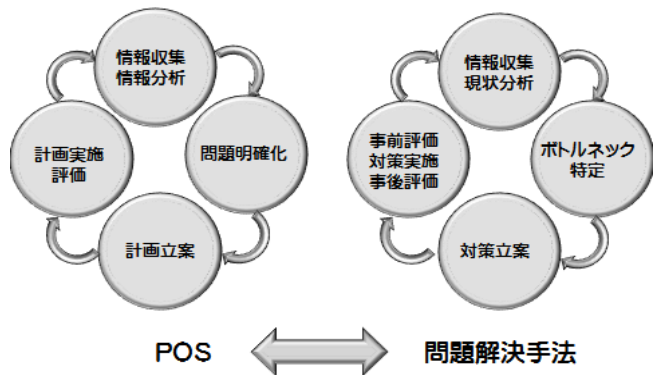 情報収集
情報分析
問題明確化
計画立案
計画実施
評価
情報収集
現状分析
ボトルネック
特定
対策立案
事前評価
対策実施
事後評価
POS
問題解決手法